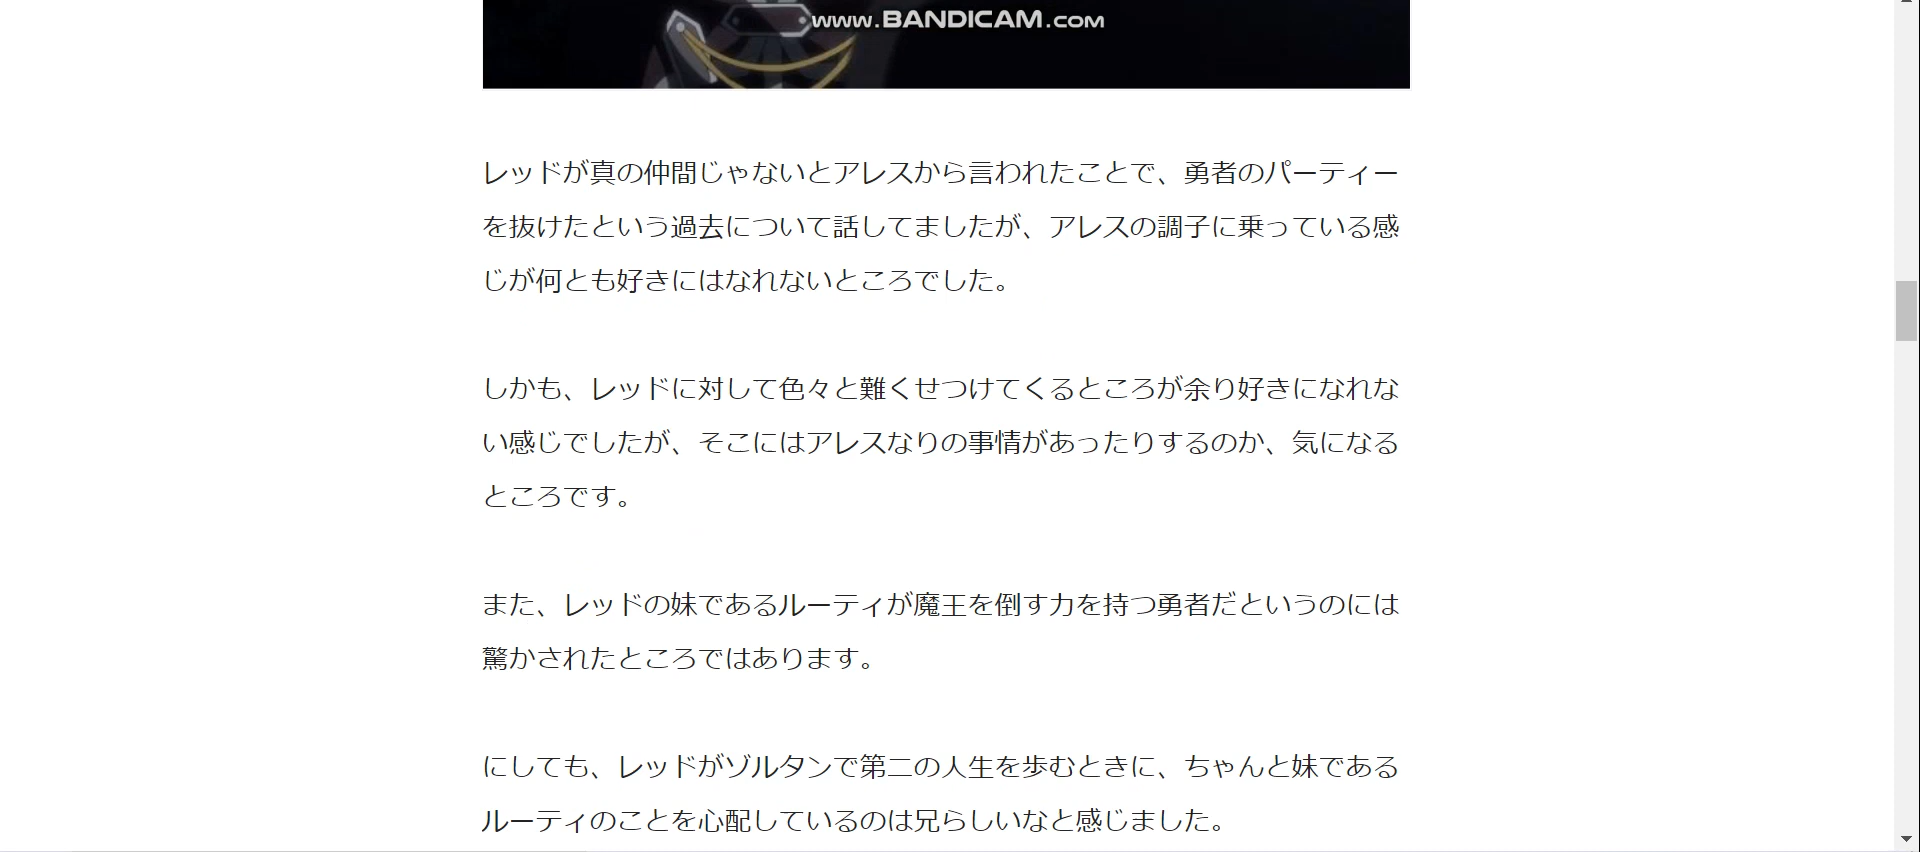 www.BANDICAM.com
レッドが真の仲間じゃないとアレスから言われたことで、勇者のパーティー
を抜けたという過去について話してましたが、アレスの調子に乗っている感
じが何とも好きにはなれないところでした。
しかも、レッドに対して色々と難くせつけてくるところが余り好きになれな
い感じでしたが、そこにはアレスなりの事情があったりするのか、気になる
ところです。
また、レッドの妹であるルーティが魔王を倒す力を持つ勇者だというのには
驚かされたところではあります。
にしても、レッドがゾルタンで第二の人生を歩むときに、ちゃんと妹である
ルーティのことを心配しているのは兄らしいなと感じました。